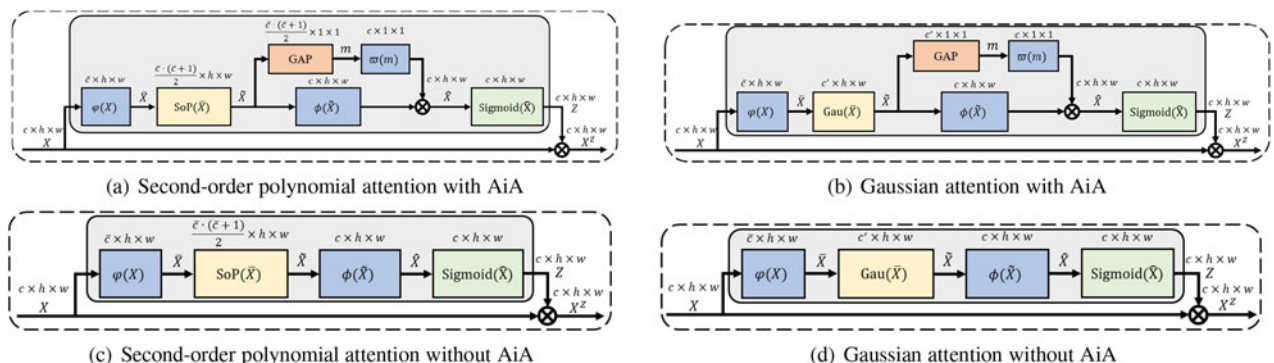 c̄·(c̄+1)/2 × 1 × 1
c × 1 × 1
GAP
m
ϖ(m)
c̄ × h × w
c̄·(c̄+1)/2 × h × w
c × h × w
c × h × w
c × h × w
φ(X)
X̄
SoP(X̄)
X̃
ϕ(X̃)
X̂
Sigmoid(X̂)
c × h × w
Z
c × h × w
X
c × h × w
X^Z
(a) Second-order polynomial attention with AiA
c' × 1 × 1
c × 1 × 1
GAP
m
ϖ(m)
c̄ × h × w
c' × h × w
c × h × w
c × h × w
c × h × w
φ(X)
X̄
Gau(X̄)
X̃
ϕ(X̃)
X̂
Sigmoid(X̂)
c × h × w
Z
c × h × w
X
c × h × w
X^Z
(b) Gaussian attention with AiA
c̄ × h × w
c̄·(c̄+1)/2 × h × w
c × h × w
c × h × w
φ(X)
X̄
SoP(X̄)
X̃
ϕ(X̃)
X̂
Sigmoid(X̂)
c × h × w
Z
c × h × w
X
c × h × w
X^Z
(c) Second-order polynomial attention without AiA
c̄ × h × w
c' × h × w
c × h × w
c × h × w
φ(X)
X̄
Gau(X̄)
X̃
ϕ(X̃)
X̂
Sigmoid(X̂)
c × h × w
Z
c × h × w
X
c × h × w
X^Z
(d) Gaussian attention without AiA